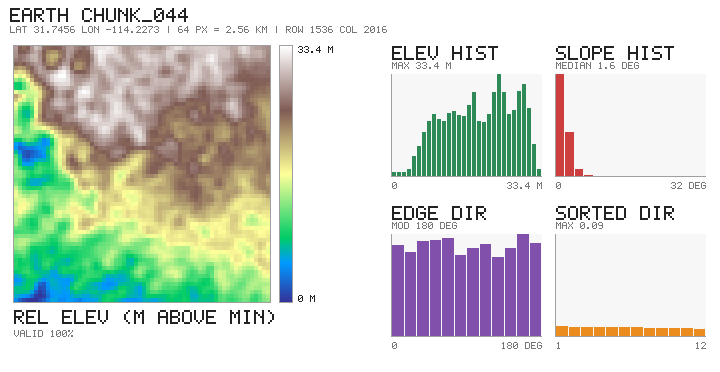 EARTH CHUNK_044
LAT 31.7456 LON -114.2273 | 64 PX = 2.56 KM | ROW 1536 COL 2016
33.4 M
0 M
REL ELEV (M ABOVE MIN)
VALID 100%
ELEV HIST
MAX 33.4 M
0 33.4 M
SLOPE HIST
MEDIAN 1.6 DEG
0 32 DEG
EDGE DIR
MOD 180 DEG
0 180 DEG
SORTED DIR
MAX 0.09
1 12